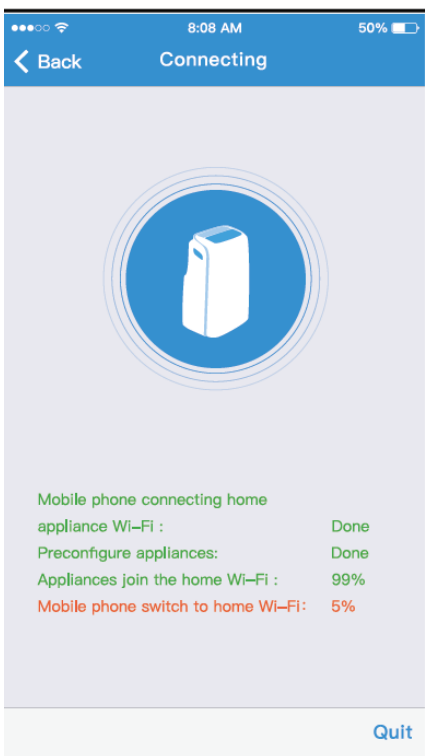 8:08 AM 50%
Back Connecting
Mobile phone connecting home
appliance Wi–Fi : Done
Preconfigure appliances: Done
Appliances join the home Wi–Fi : 99%
Mobile phone switch to home Wi–Fi: 5%
Quit